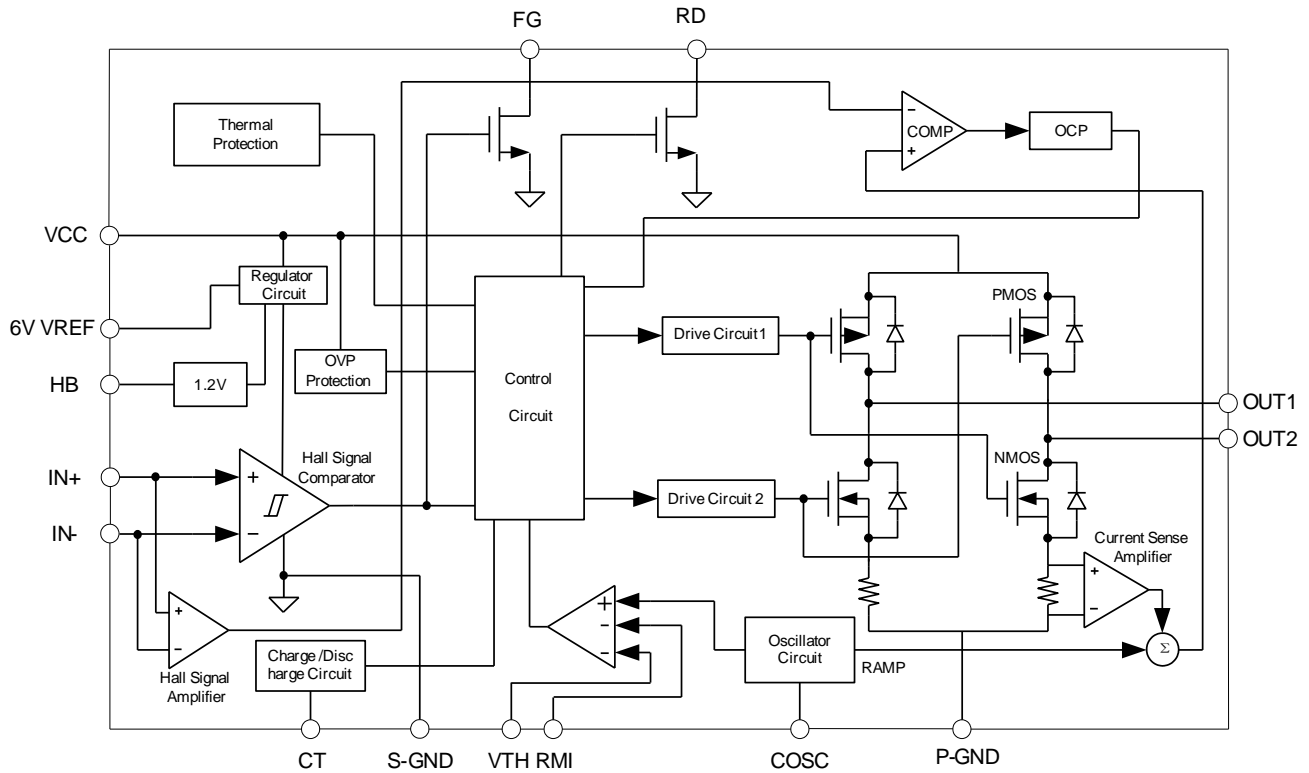 FG
RD
Thermal
Protection
COMP
−
+
OCP
VCC
Regulator
Circuit
6V VREF
HB
1.2V
OVP
Protection
Control
Circuit
Drive Circuit1
Drive Circuit 2
PMOS
NMOS
OUT1
OUT2
IN+
IN-
+
−
Hall Signal
Comparator
+
−
Hall Signal
Amplifier
Charge /Disc
harge Circuit
+
−
−
Oscillator
Circuit
RAMP
Current Sense
Amplifier
+
−
Σ
CT
S-GND
VTH
RMI
COSC
P-GND